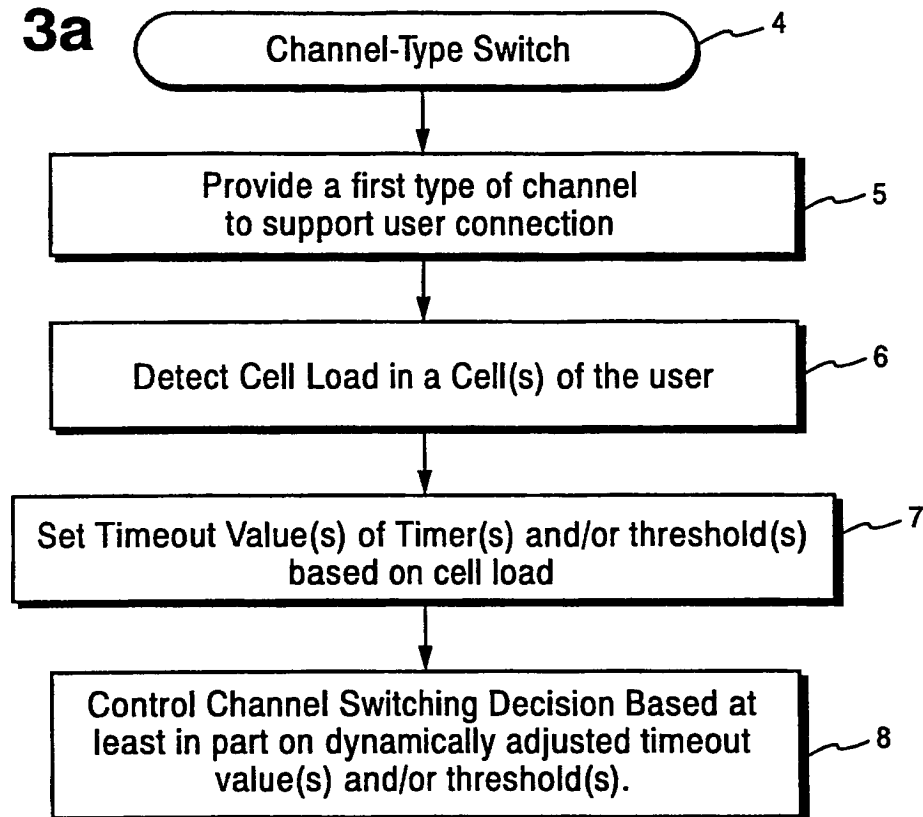 3a
Channel-Type Switch
4
Provide a first type of channel
to support user connection
5
Detect Cell Load in a Cell(s) of the user
6
Set Timeout Value(s) of Timer(s) and/or threshold(s)
based on cell load
7
Control Channel Switching Decision Based at
least in part on dynamically adjusted timeout
value(s) and/or threshold(s).
8